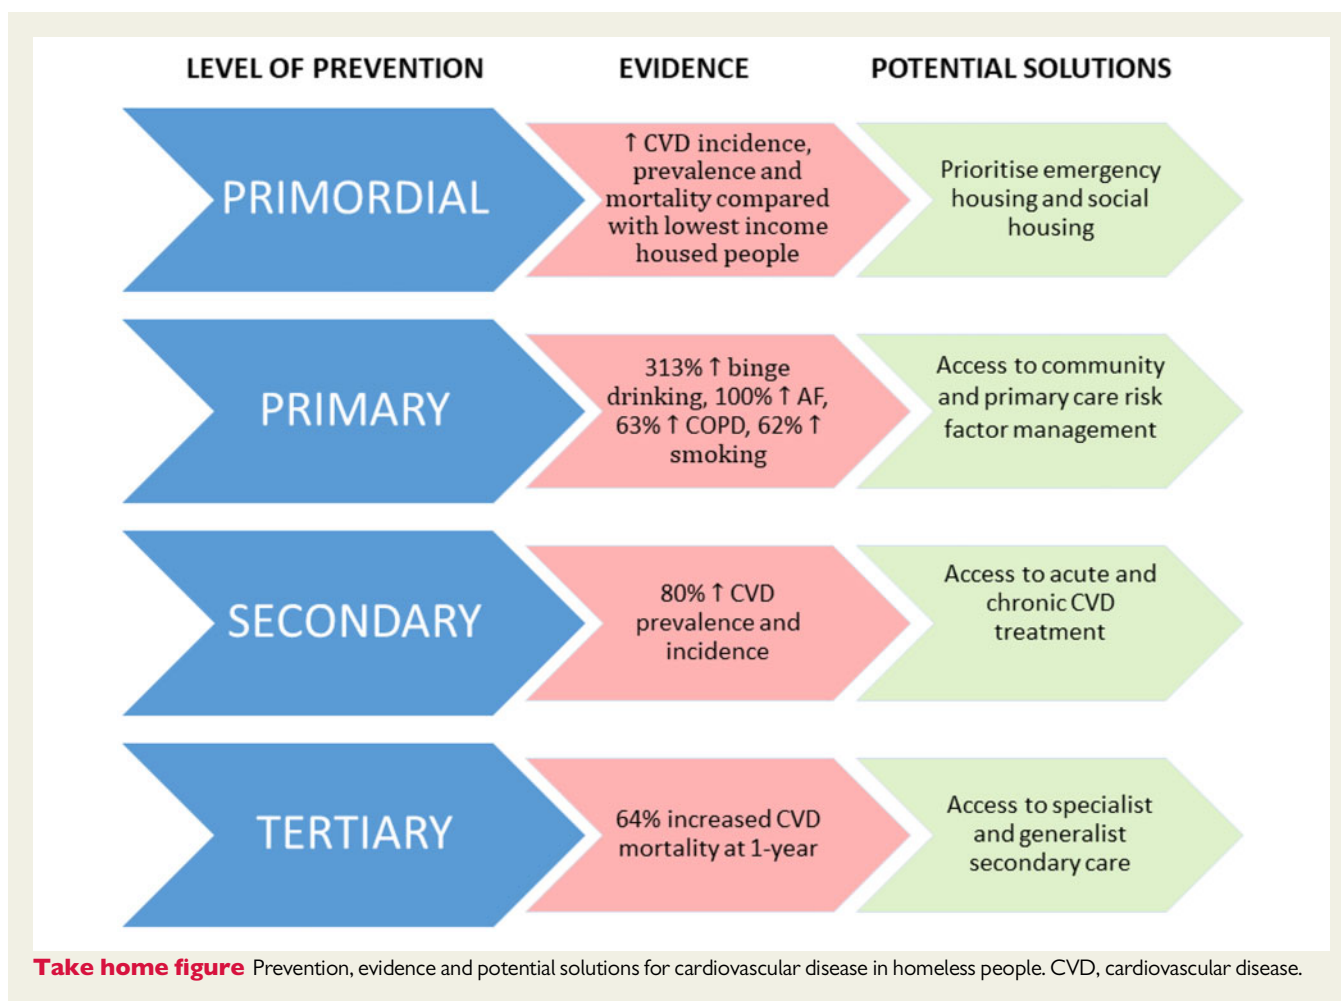 LEVEL OF PREVENTION EVIDENCE POTENTIAL SOLUTIONS
PRIMORDIAL
↑ CVD incidence,
prevalence and
mortality compared
with lowest income
housed people
Prioritise emergency
housing and social
housing
PRIMARY
313% ↑ binge
drinking, 100% ↑ AF,
63% ↑ COPD, 62% ↑
smoking
Access to community
and primary care risk
factor management
SECONDARY
80% ↑ CVD
prevalence and
incidence
Access to acute and
chronic CVD
treatment
TERTIARY
64% increased CVD
mortality at 1-year
Access to specialist
and generalist
secondary care
Take home figure Prevention, evidence and potential solutions for cardiovascular disease in homeless people. CVD, cardiovascular disease.